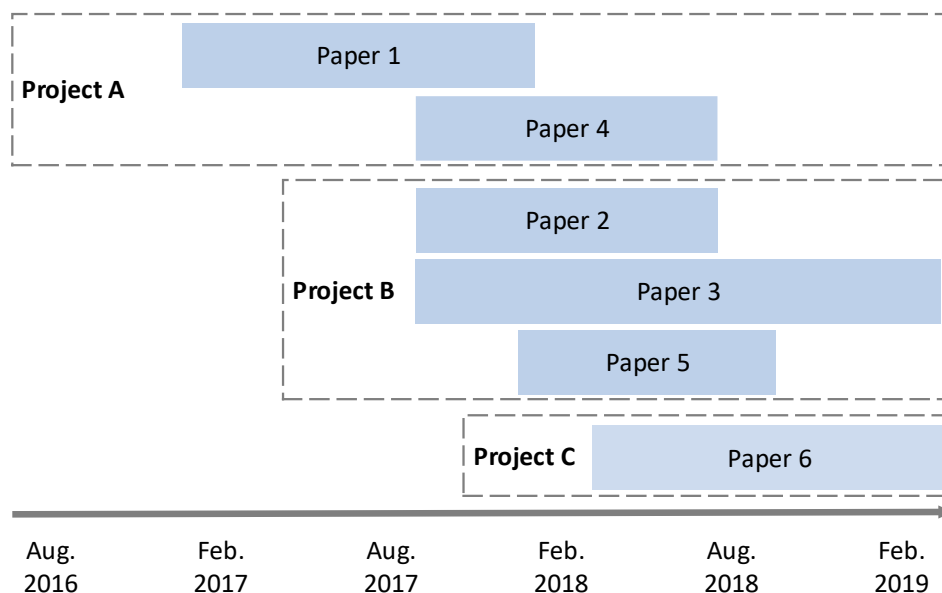 Paper 1
Project A
Paper 4
Paper 2
Project B
Paper 3
Paper 5
Project C
Paper 6
Aug. Feb. Aug. Feb. Aug. Feb.
2016 2017 2017 2018 2018 2019